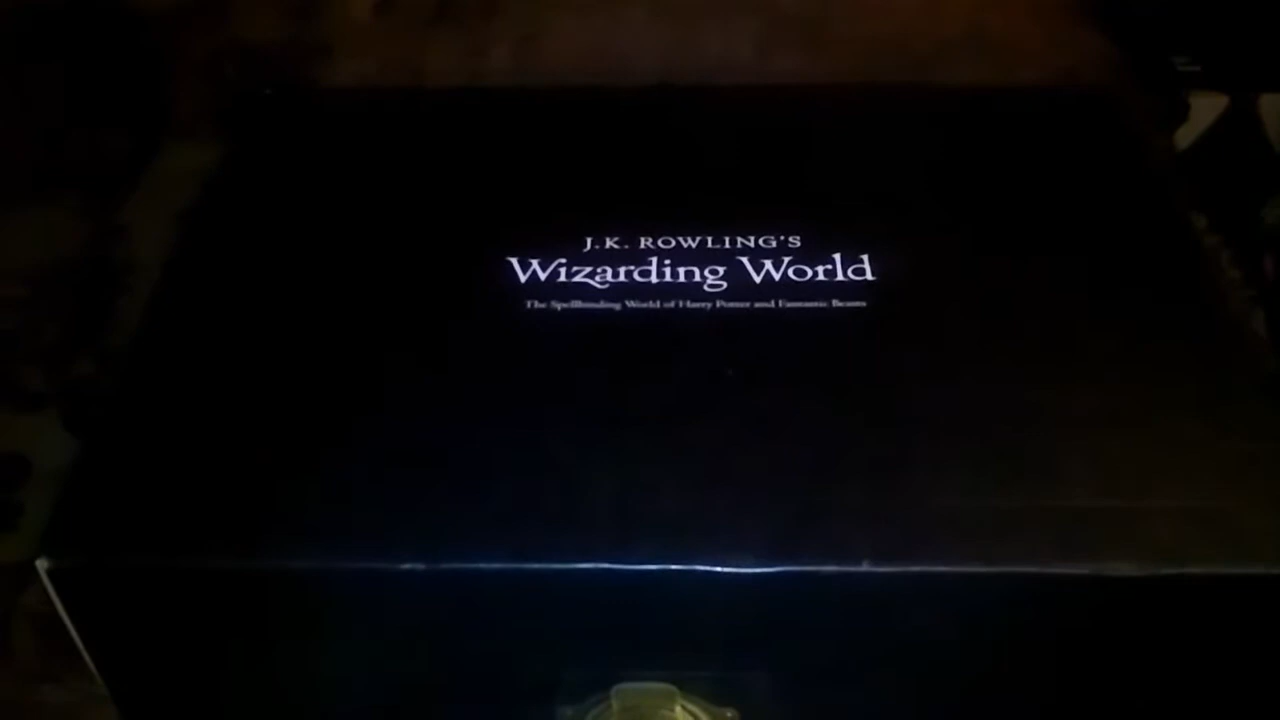 J.K. ROWLING'S
Wizarding World
The Spellbinding World of Harry Potter and Fantastic Beasts